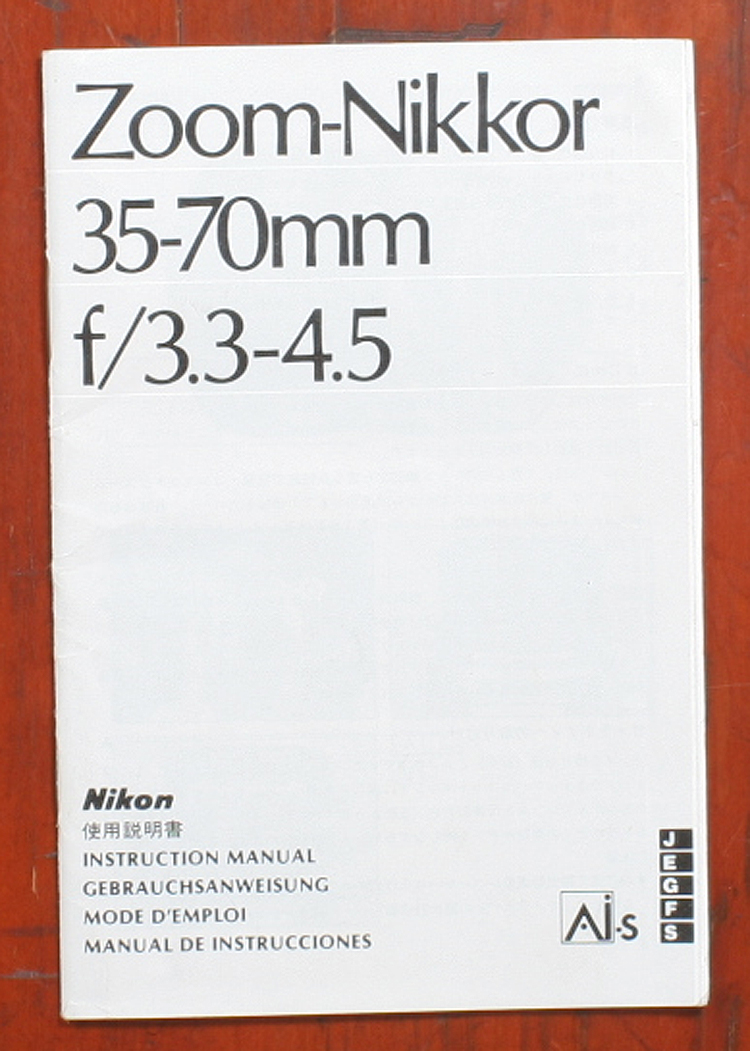 Zoom-Nikkor
35-70mm
f/3.3-4.5
Nikon
使用説明書
INSTRUCTION MANUAL
GEBRAUCHSANWEISUNG
MODE D'EMPLOI
MANUAL DE INSTRUCCIONES
Ai-s
J
E
G
F
S